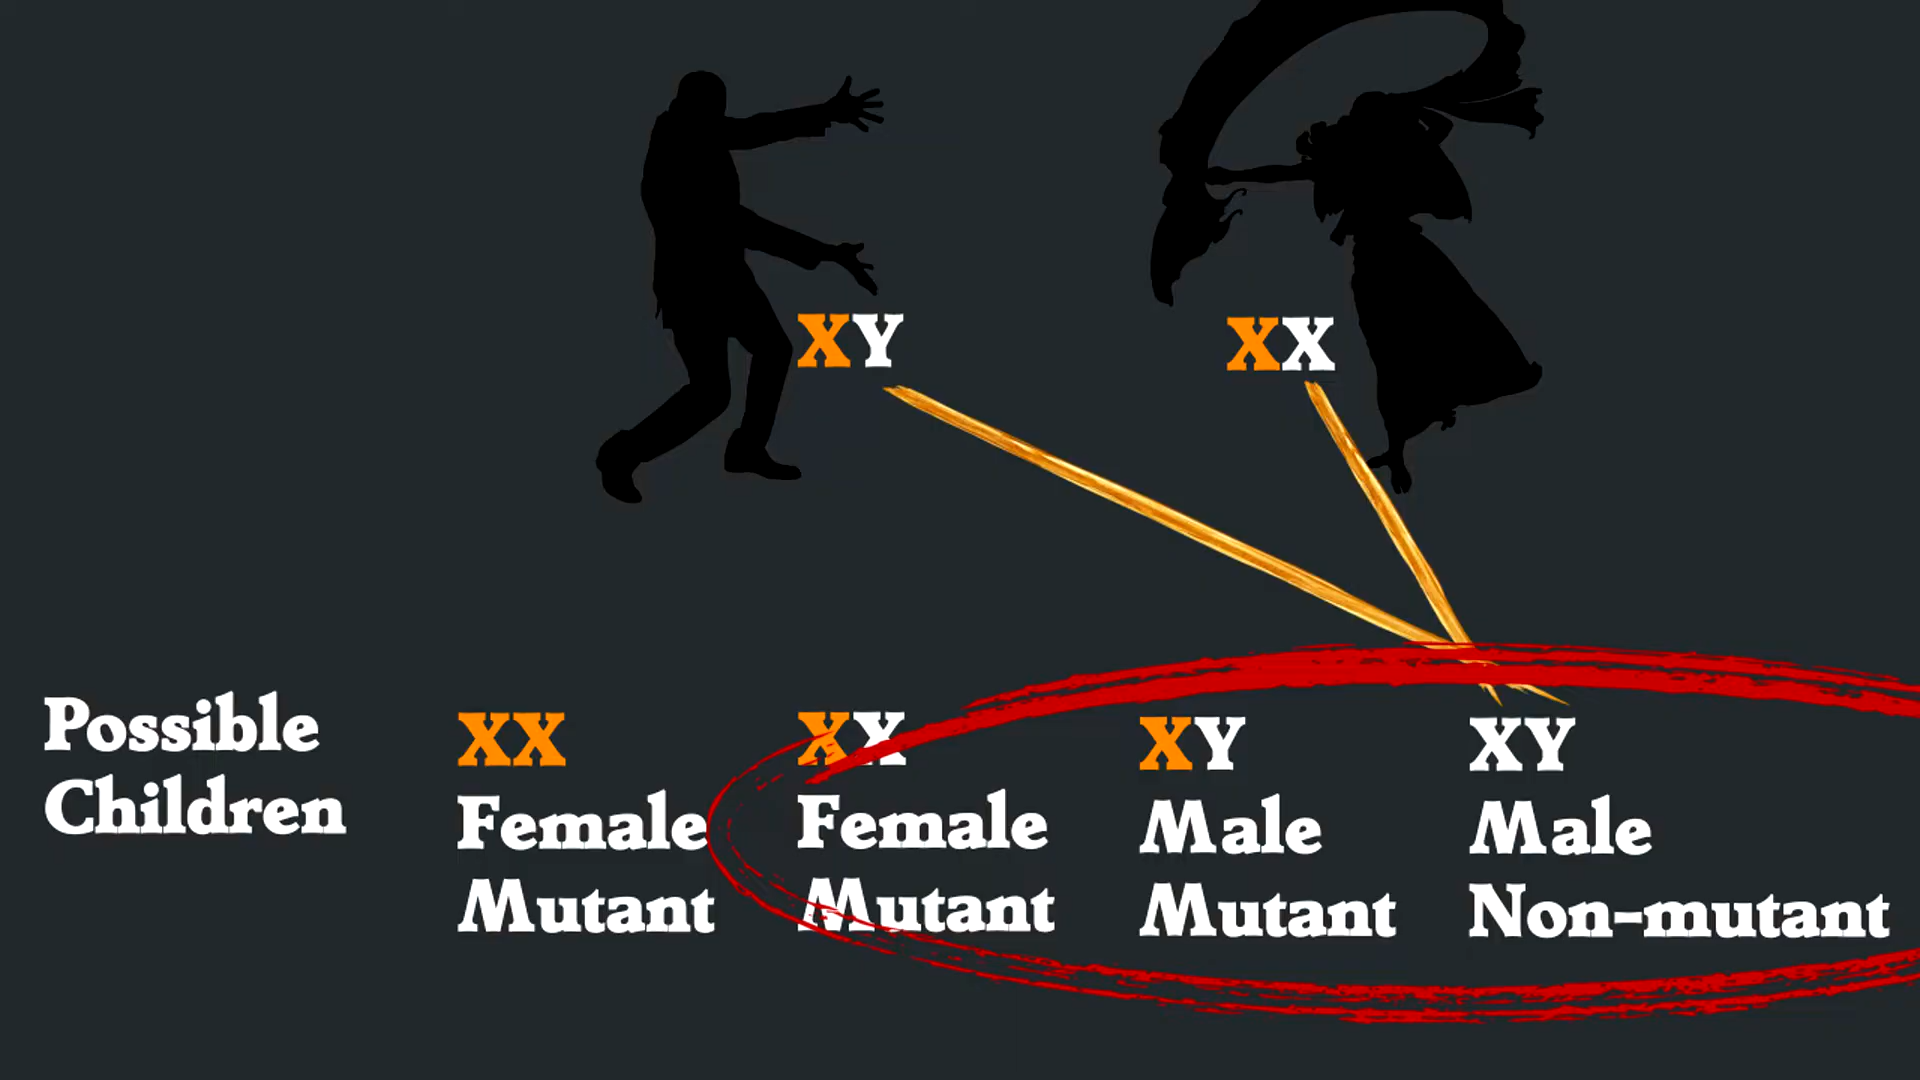 XY
XX
Possible
Children
XX
Female
Mutant
XX
Female
Mutant
XY
Male
Mutant
XY
Male
Non-mutant